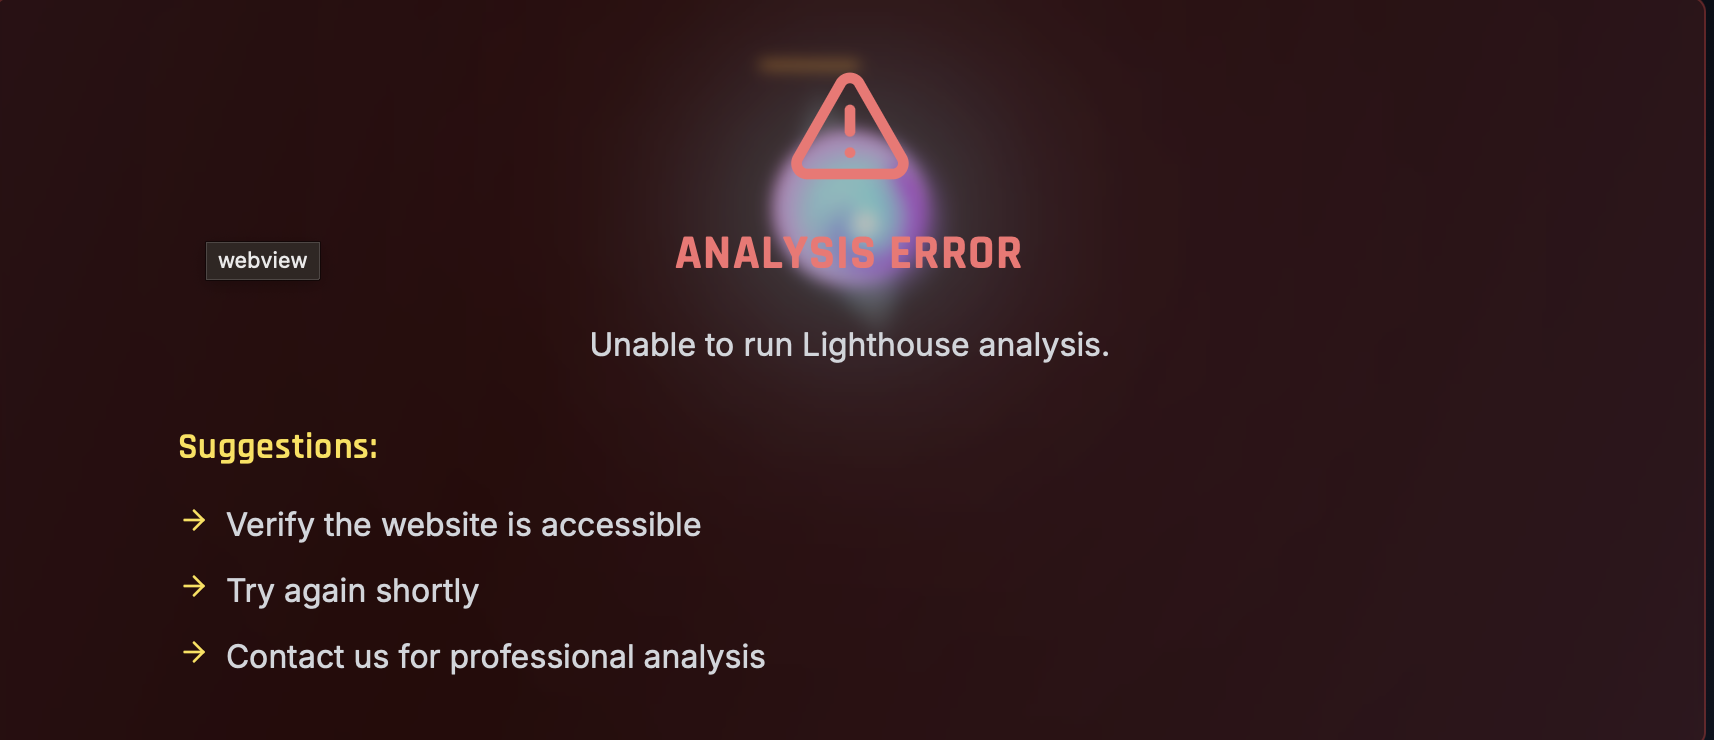 ANALYSIS ERROR
webview
Unable to run Lighthouse analysis.
Suggestions:
→ Verify the website is accessible
→ Try again shortly
→ Contact us for professional analysis